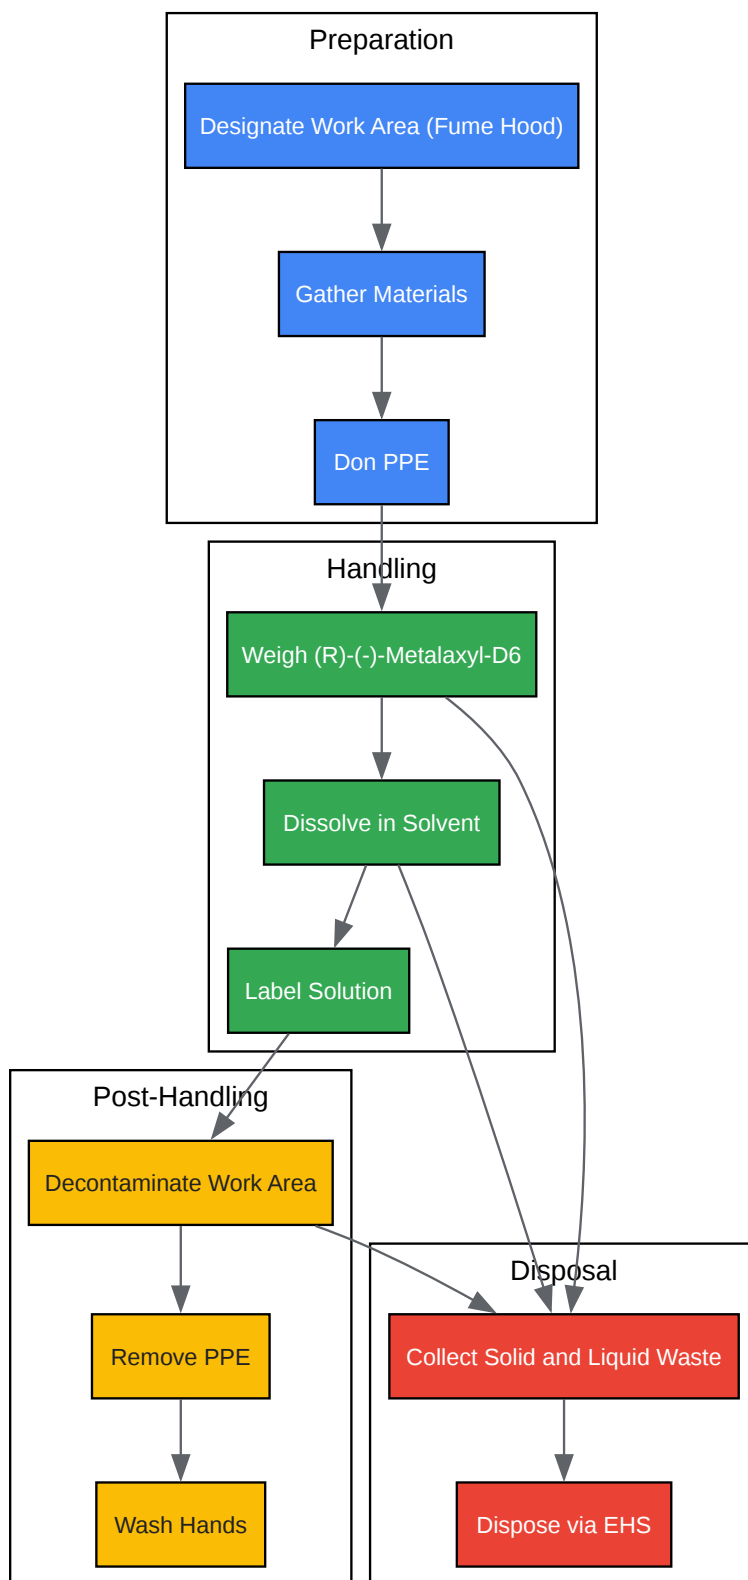 Preparation
Designate Work Area (Fume Hood)
Gather Materials
Don PPE
Handling
Weigh (R)-(-)-Metalaxyl-D6
Dissolve in Solvent
Label Solution
Post-Handling
Decontaminate Work Area
Remove PPE
Wash Hands
Disposal
Collect Solid and Liquid Waste
Dispose via EHS